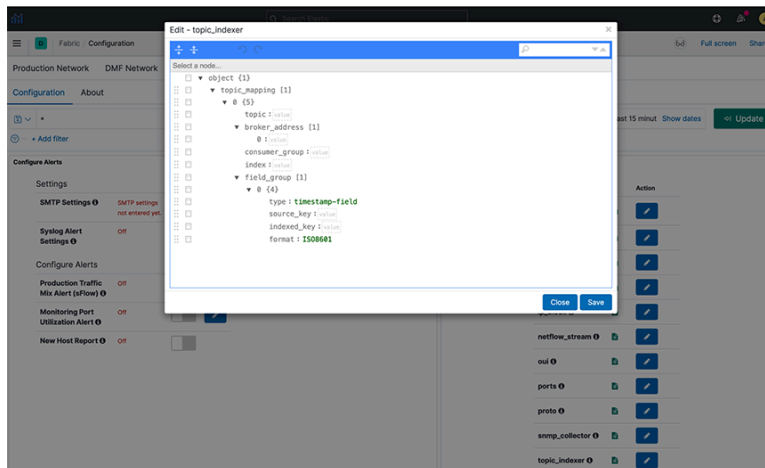 Search Elastic
Edit - topic_indexer
D Fabric Configuration
Full screen Shar
Production Network DMF Network
Select a node...
object {1}
topic_mapping [1]
0 {5}
topic : value
broker_address [1]
0 : value
consumer_group : value
index : value
field_group [1]
0 {4}
type : timestamp-field
source_key : value
indexed_key : value
format : ISO8601
Close Save
Configuration About
*
ast 15 minut Show dates Update
+ Add filter
Configure Alerts
Settings
SMTP Settings
SMTP settings
not entered yet.
Syslog Alert
Settings
Off
Configure Alerts
Production Traffic
Mix Alert (sFlow)
Off
Monitoring Port
Utilization Alert
Off
New Host Report Off
Action
netflow_stream
oui
ports
proto
snmp_collector
topic_indexer